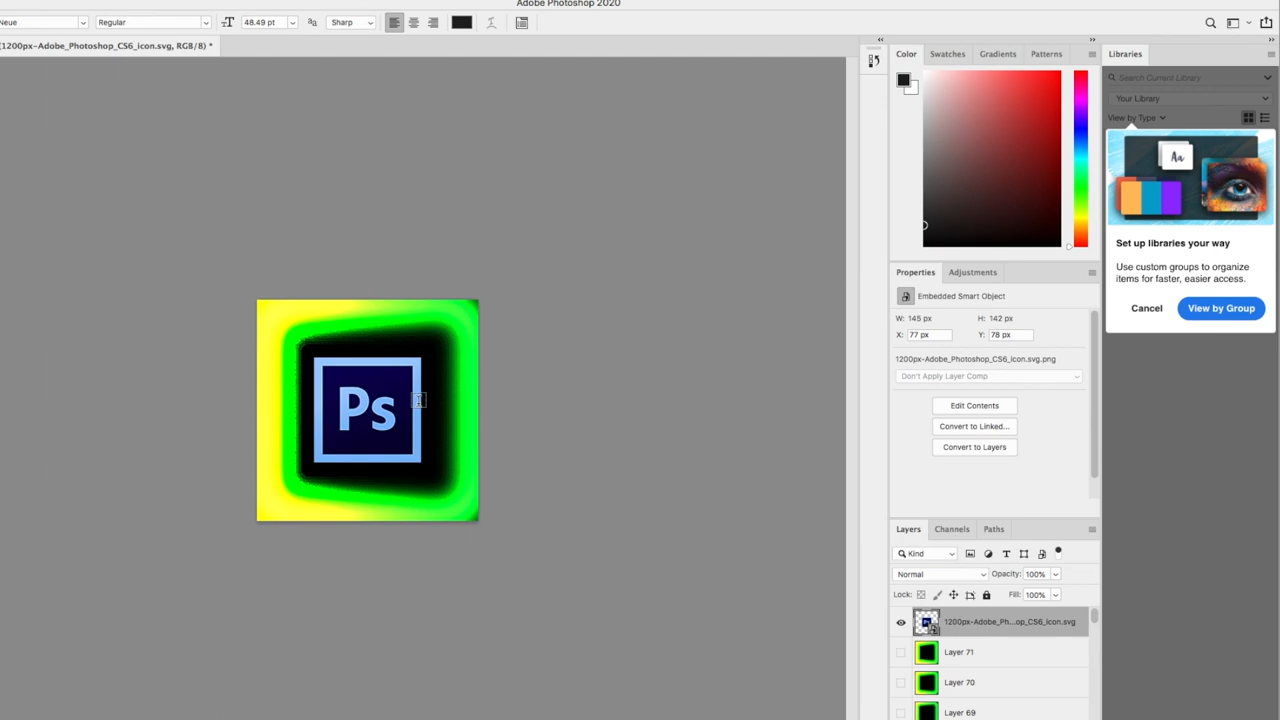 Adobe Photoshop 2020
Neue Regular 48.49 pt Sharp
(1200px-Adobe_Photoshop_CS6_icon.svg, RGB/8) *
Color Swatches Gradients Patterns
Libraries
Search Current Library
Your Library
View by Type
Aa
Set up libraries your way
Use custom groups to organize
items for faster, easier access.
Cancel View by Group
Ps
Properties Adjustments
Embedded Smart Object
W: 145 px H: 142 px
X: 77 px Y: 78 px
1200px-Adobe_Photoshop_CS6_icon.svg.png
Don't Apply Layer Comp
Edit Contents
Convert to Linked...
Convert to Layers
Layers Channels Paths
Kind
Normal Opacity: 100%
Lock: Fill: 100%
1200px-Adobe_Ph...op_CS6_icon.svg
Layer 71
Layer 70
Layer 69